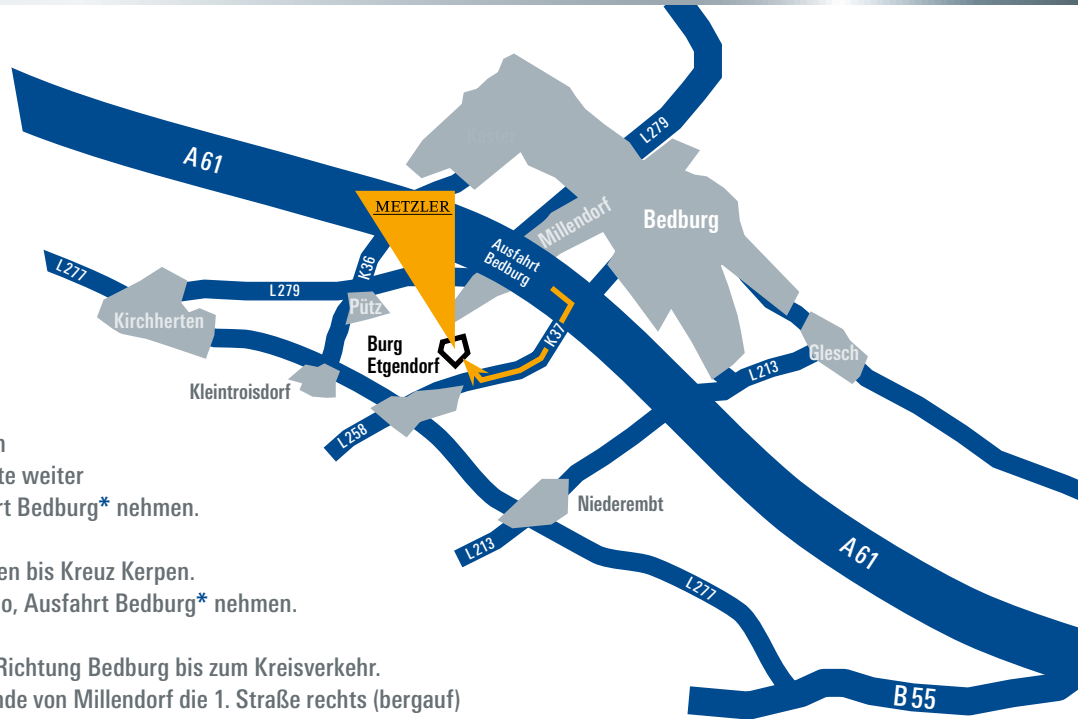 L279
Kaster
A61
METZLER
Millendorf
Bedburg
Ausfahrt
Bedburg
L277
K36
L279
Pütz
Kirchherten
K37
Burg
Etgendorf
Glesch
L213
Kleintroisdorf
L258
n
te weiter
rt Bedburg* nehmen.
Niederembt
L213
A61
en bis Kreuz Kerpen.
L277
o, Ausfahrt Bedburg* nehmen.
Richtung Bedburg bis zum Kreisverkehr.
nde von Millendorf die 1. Straße rechts (bergauf)
B 55